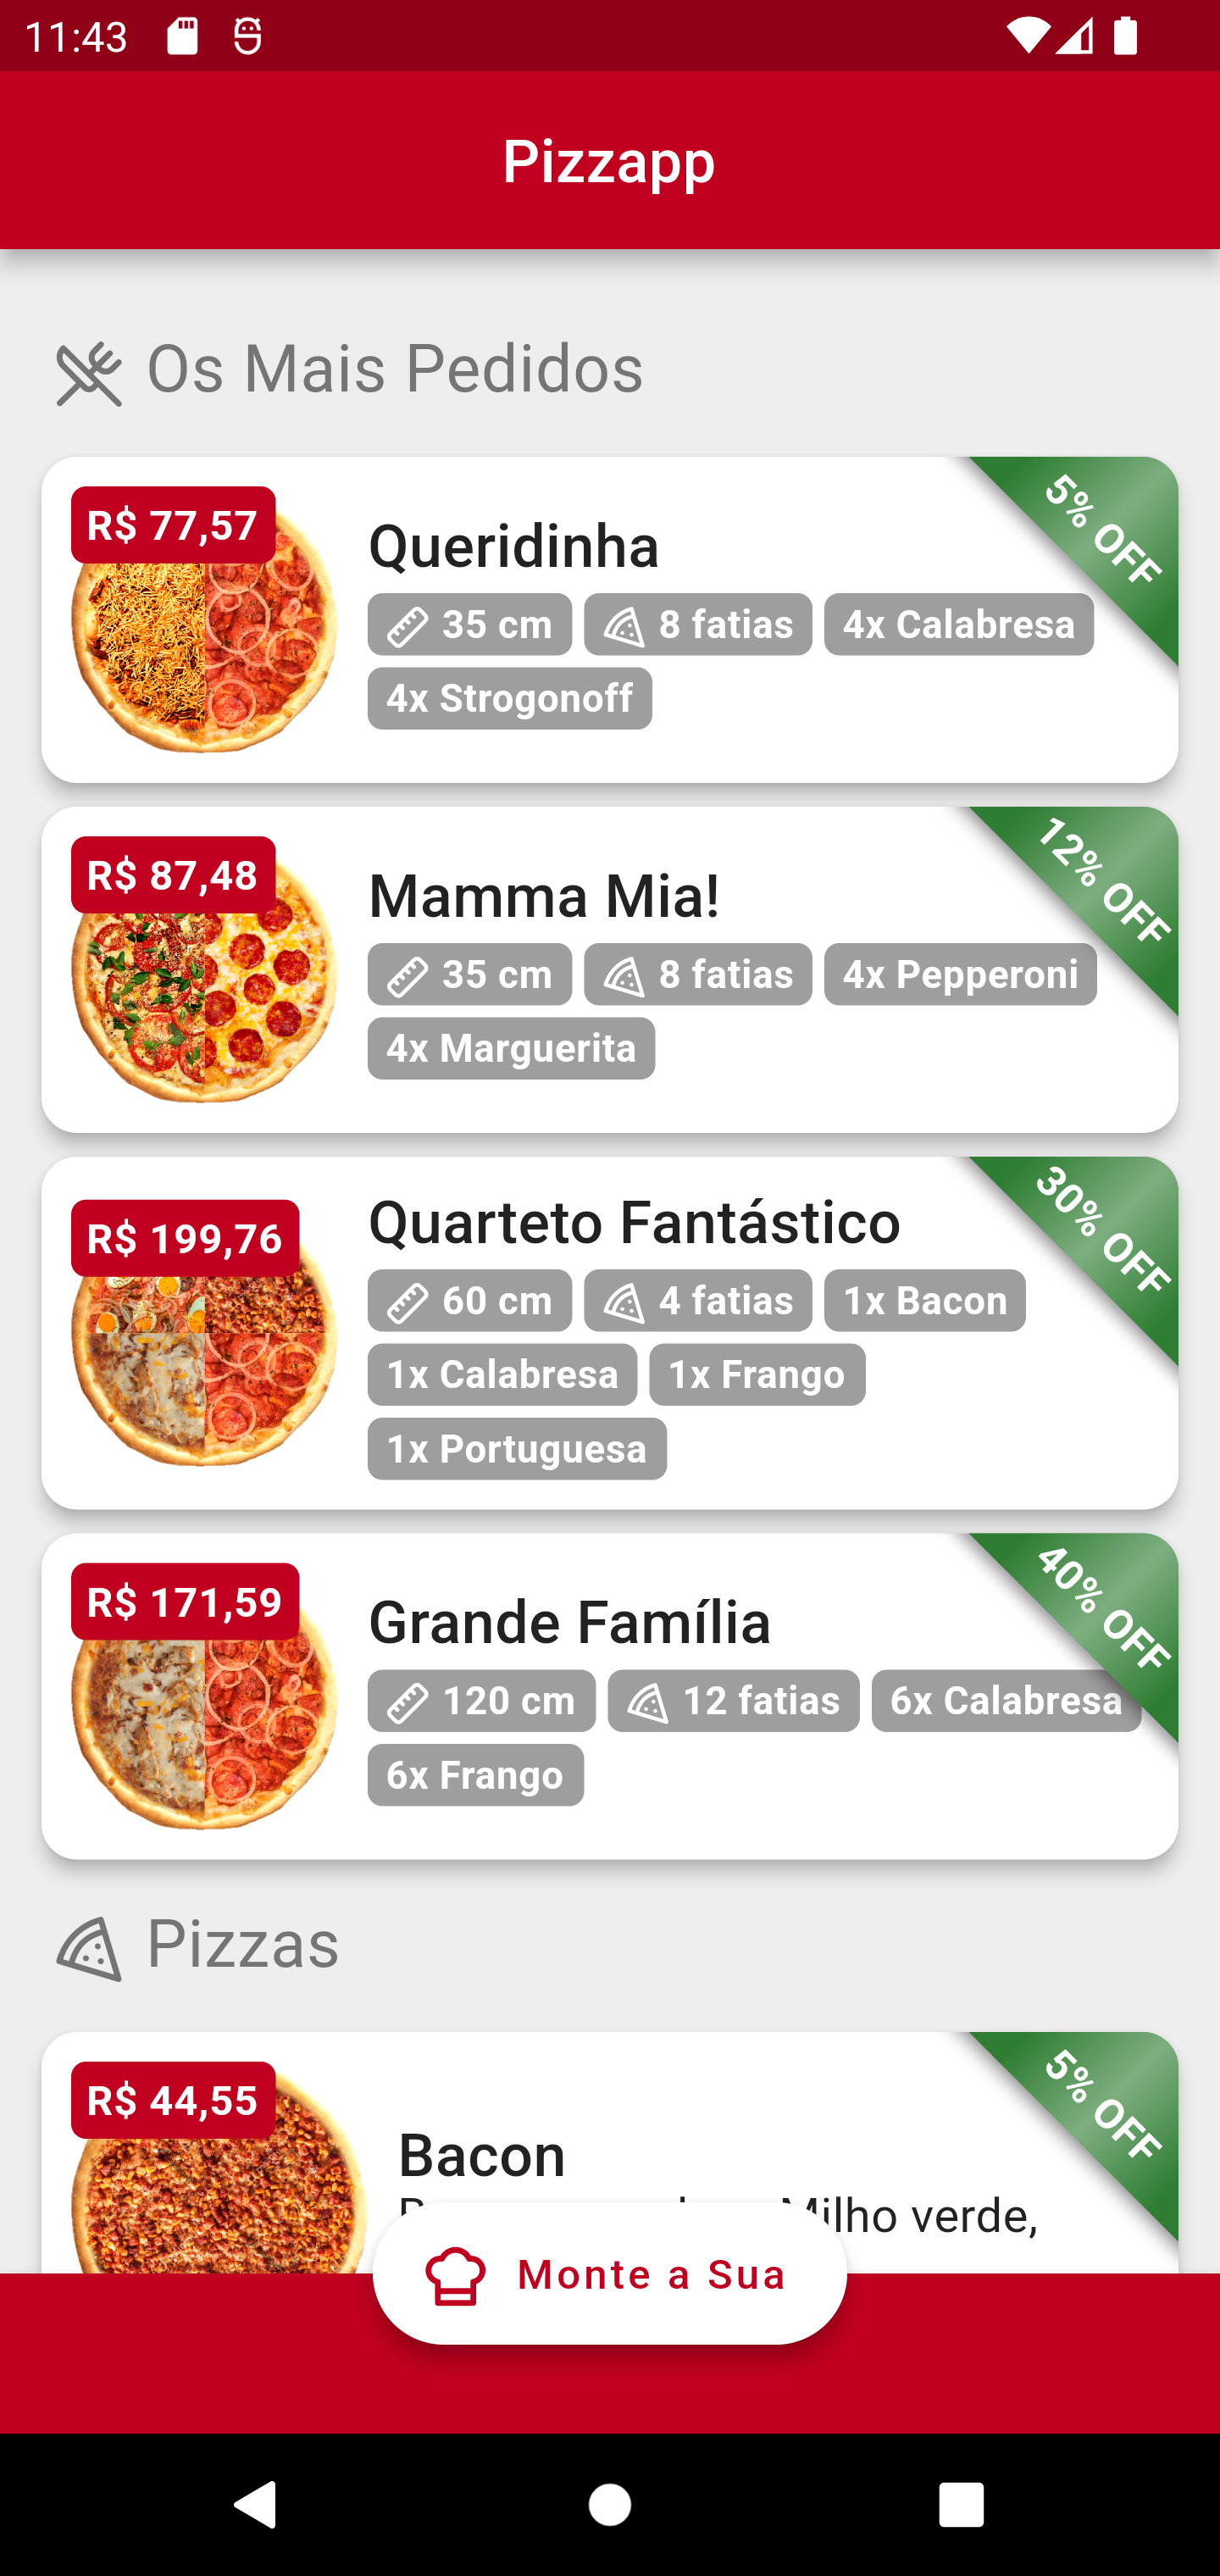 11:43
Pizzapp
Os Mais Pedidos
R$ 77,57
5% OFF
Queridinha
35 cm 8 fatias 4x Calabresa
4x Strogonoff
R$ 87,48
12% OFF
Mamma Mia!
35 cm 8 fatias 4x Pepperoni
4x Marguerita
R$ 199,76
30% OFF
Quarteto Fantástico
60 cm 4 fatias 1x Bacon
1x Calabresa 1x Frango
1x Portuguesa
R$ 171,59
40% OFF
Grande Família
120 cm 12 fatias 6x Calabresa
6x Frango
Pizzas
R$ 44,55
5% OFF
Bacon
Milho verde,
Monte a Sua